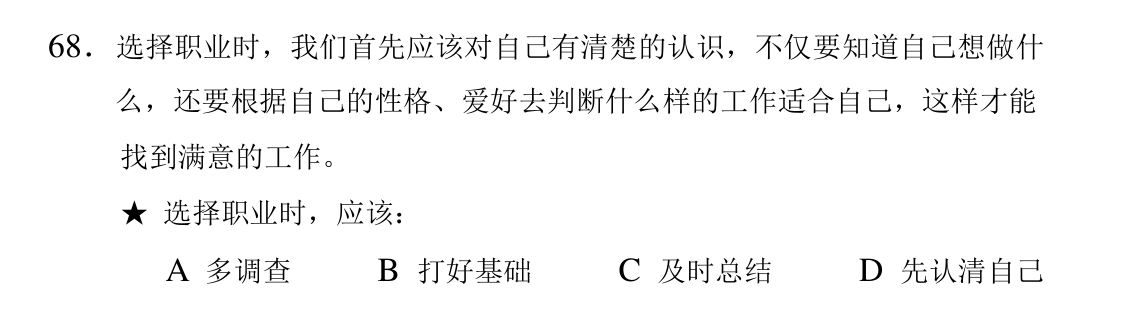 68． 选择职业时，我们首先应该对自己有清楚的认识，不仅要知道自己想做什
么，还要根据自己的性格、爱好去判断什么样的工作适合自己，这样才能
找到满意的工作。
★ 选择职业时，应该：
A 多调查 B 打好基础 C 及时总结 D 先认清自己